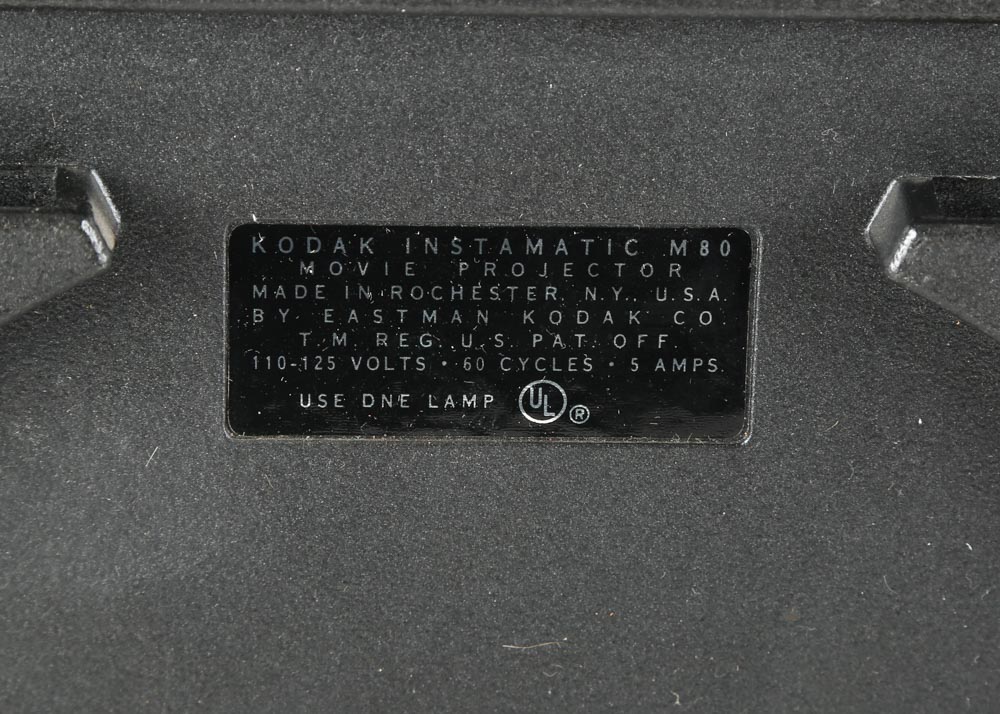 KODAK INSTAMATIC M80
MOVIE PROJECTOR
MADE IN ROCHESTER, N.Y., U.S.A.
BY EASTMAN KODAK CO
T.M. REG. U.S. PAT. OFF.
110-125 VOLTS • 60 CYCLES • 5 AMPS.
USE DNE LAMP UL ®